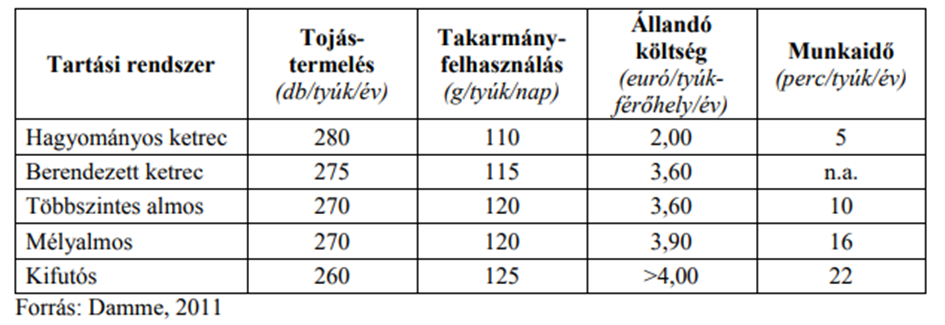 Tartási rendszer
Tojás-
termelés
(db/tyúk/év)
Takarmány-
felhasználás
(g/tyúk/nap)
Állandó
költség
(euró/tyúk-
férőhely/év)
Munkaidő
(perc/tyúk/év)
Hagyományos ketrec 280 110 2,00 5
Berendezett ketrec 275 115 3,60 n.a.
Többszintes almos 270 120 3,60 10
Mélyalmos 270 120 3,90 16
Kifutós 260 125 >4,00 22
Forrás: Damme, 2011